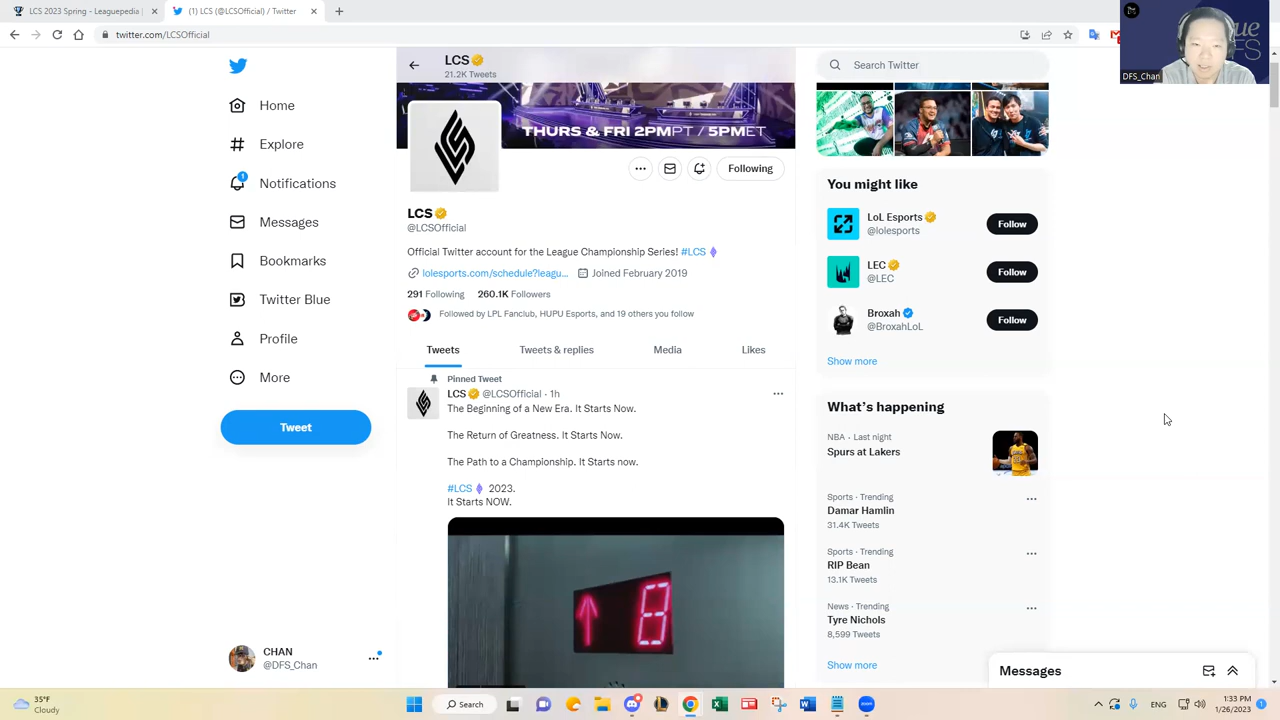 LCS 2023 Spring - Leaguepedia |
(1) LCS (@LCSOfficial) / Twitter
twitter.com/LCSOfficial
DFS_Chan
LCS
21.2K Tweets
THURS & FRI 2PMPT / 5PMET
Search Twitter
Home
Explore
1
Notifications
Messages
Bookmarks
Twitter Blue
Profile
More
Tweet
CHAN
@DFS_Chan
Following
LCS
@LCSOfficial
Official Twitter account for the League Championship Series! #LCS
lolesports.com/schedule?leagu...
Joined February 2019
291 Following
260.1K Followers
Followed by LPL Fanclub, HUPU Esports, and 19 others you follow
Tweets
Tweets & replies
Media
Likes
Pinned Tweet
LCS @LCSOfficial · 1h
The Beginning of a New Era. It Starts Now.
The Return of Greatness. It Starts Now.
The Path to a Championship. It Starts now.
#LCS 2023.
It Starts NOW.
You might like
LoL Esports
@lolesports
Follow
LEC
@LEC
Follow
Broxah
@BroxahLoL
Follow
Show more
What's happening
NBA · Last night
Spurs at Lakers
Sports · Trending
Damar Hamlin
31.4K Tweets
Sports · Trending
RIP Bean
13.1K Tweets
News · Trending
Tyre Nichols
8,599 Tweets
Show more
Messages
35°F
Cloudy
Search
1:33 PM
1/26/2023